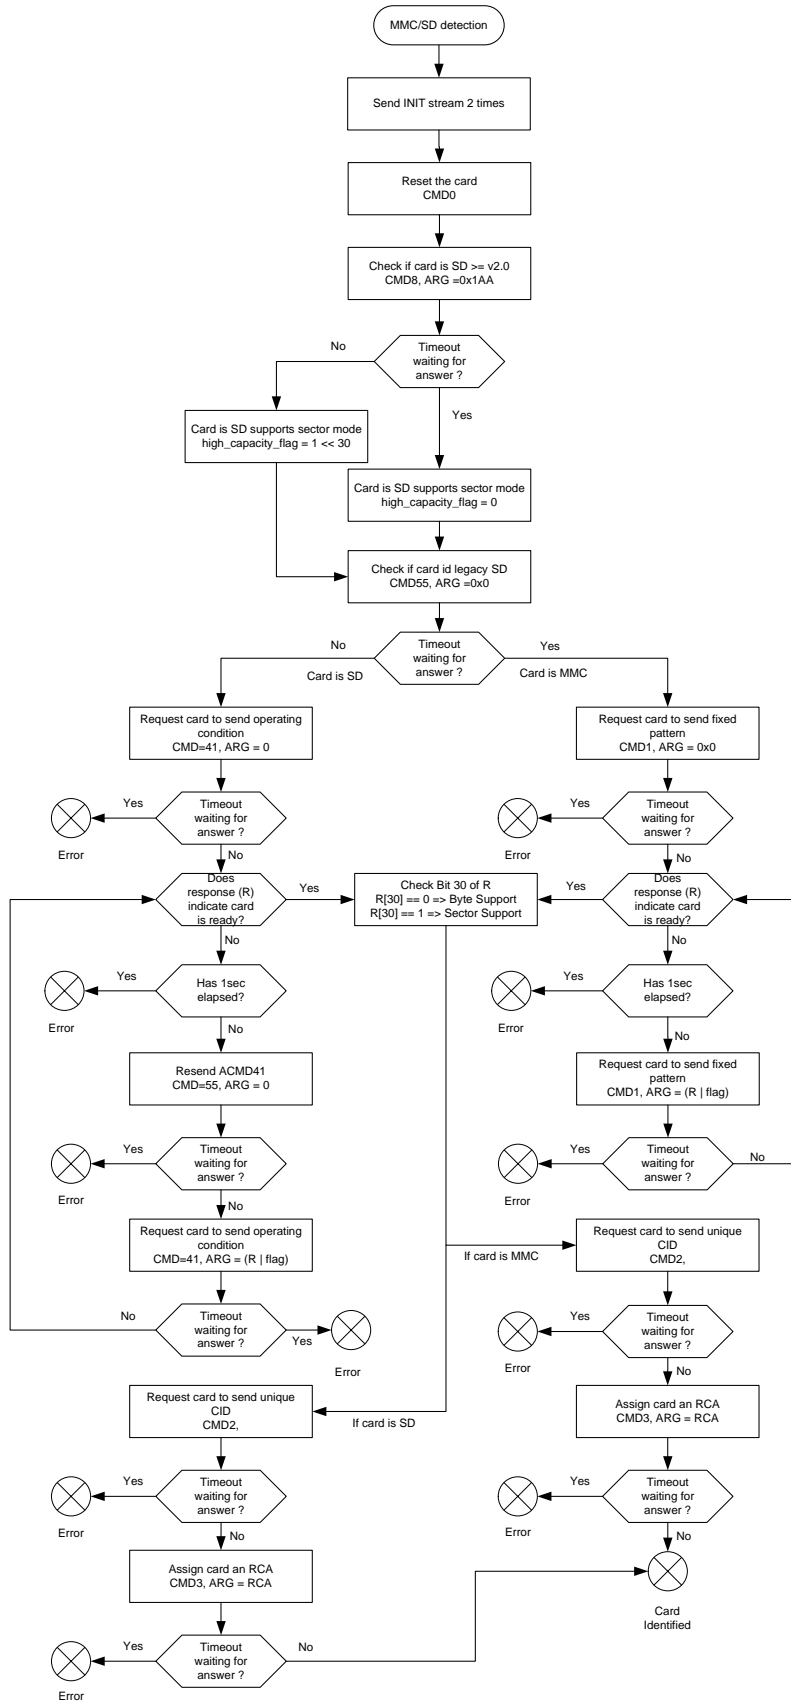 MMC/SD detection
Send INIT stream 2 times
Reset the card
CMD0
Check if card is SD >= v2.0
CMD8, ARG =0x1AA
No
Timeout
waiting for
answer ?
Yes
Card is SD supports sector mode
high_capacity_flag = 1 << 30
Card is SD supports sector mode
high_capacity_flag = 0
Check if card id legacy SD
CMD55, ARG =0x0
No
Card is SD
Timeout
waiting for
answer ?
Yes
Card is MMC
Request card to send operating
condition
CMD=41, ARG = 0
Request card to send fixed
pattern
CMD1, ARG = 0x0
Yes
Error
Timeout
waiting for
answer ?
No
Yes
Error
Timeout
waiting for
answer ?
No
Does
response (R)
indicate card
is ready?
Yes
No
Check Bit 30 of R
R[30] == 0 => Byte Support
R[30] == 1 => Sector Support
Yes
Does
response (R)
indicate card
is ready?
No
Yes
Error
Has 1sec
elapsed?
No
Yes
Error
Has 1sec
elapsed?
No
Resend ACMD41
CMD=55, ARG = 0
Request card to send fixed
pattern
CMD1, ARG = (R | flag)
Yes
Error
Timeout
waiting for
answer ?
No
Yes
Error
Timeout
waiting for
answer ?
No
Request card to send operating
condition
CMD=41, ARG = (R | flag)
If card is MMC
Request card to send unique
CID
CMD2,
No
Timeout
waiting for
answer ?
Yes
Error
Yes
Error
Timeout
waiting for
answer ?
No
Request card to send unique
CID
CMD2,
If card is SD
Assign card an RCA
CMD3, ARG = RCA
Yes
Error
Timeout
waiting for
answer ?
No
Yes
Error
Timeout
waiting for
answer ?
No
Assign card an RCA
CMD3, ARG = RCA
Card
Identified
Yes
Error
Timeout
waiting for
answer ?
No